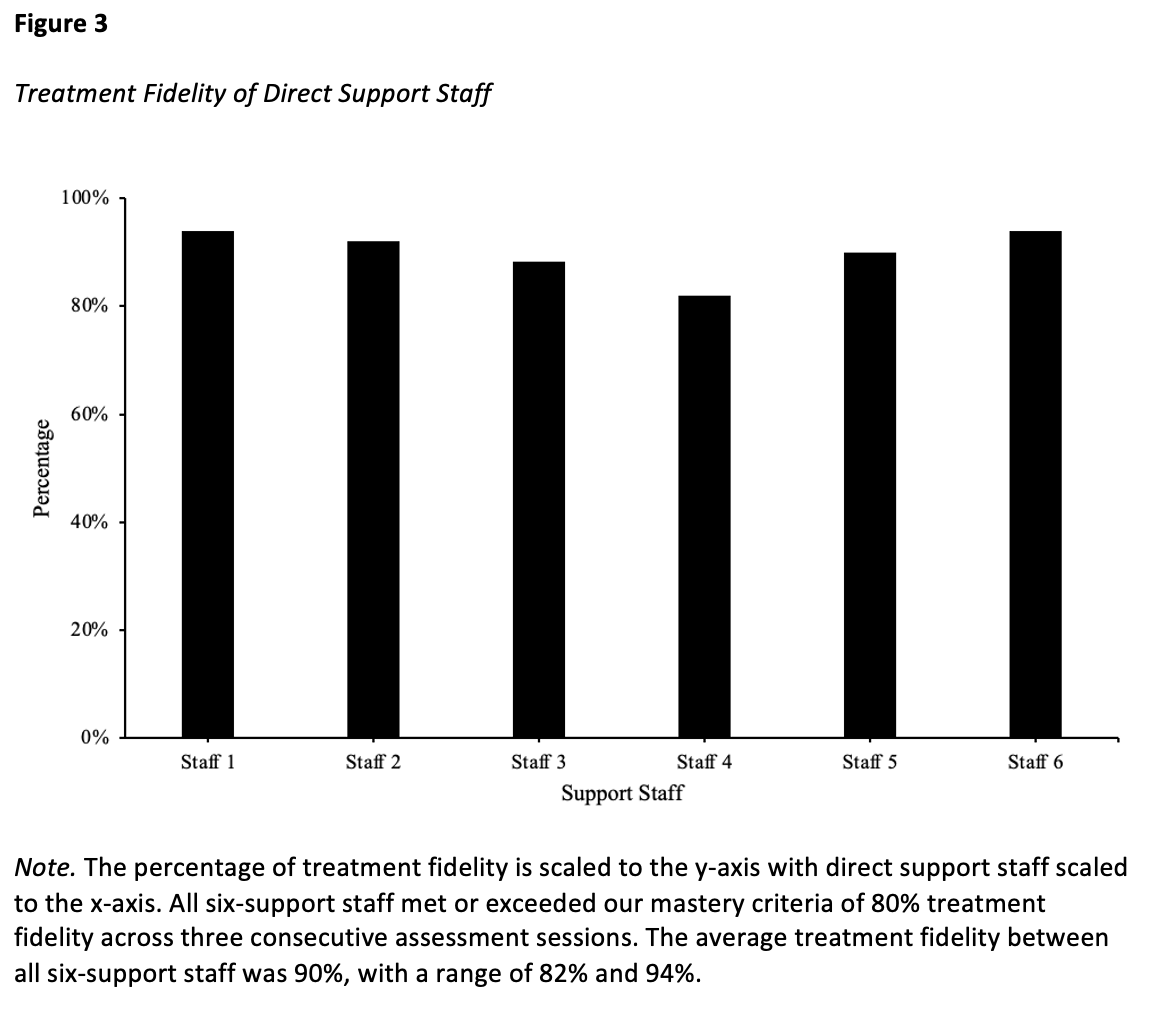 Figure 3
Treatment Fidelity of Direct Support Staff
100%
80%
60%
40%
20%
0%
Percentage
Staff 1
Staff 2
Staff 3
Staff 4
Staff 5
Staff 6
Support Staff
Note. The percentage of treatment fidelity is scaled to the y-axis with direct support staff scaled
to the x-axis. All six-support staff met or exceeded our mastery criteria of 80% treatment
fidelity across three consecutive assessment sessions. The average treatment fidelity between
all six-support staff was 90%, with a range of 82% and 94%.